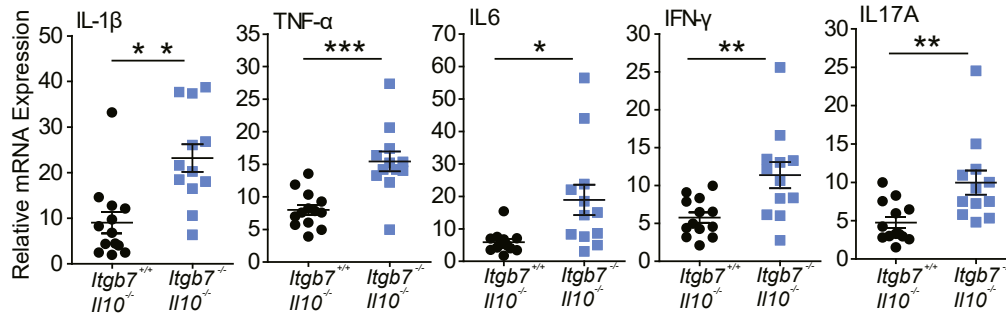 IL-1β
TNF-α
IL6
IFN-γ
IL17A
Relative mRNA Expression
50
40
30
20
10
0
* *
35
30
25
20
15
10
5
0
***
80
70
60
50
40
30
20
10
0
*
30
25
20
15
10
5
0
**
30
25
20
15
10
5
0
**
Itgb7+/+ Itgb7-/-
Il10-/- Il10-/-
Itgb7+/+ Itgb7-/-
Il10-/- Il10-/-
Itgb7+/+ Itgb7-/-
Il10-/- Il10-/-
Itgb7+/+ Itgb7-/-
Il10-/- Il10-/-
Itgb7+/+ Itgb7-
Il10-/- Il10-/-